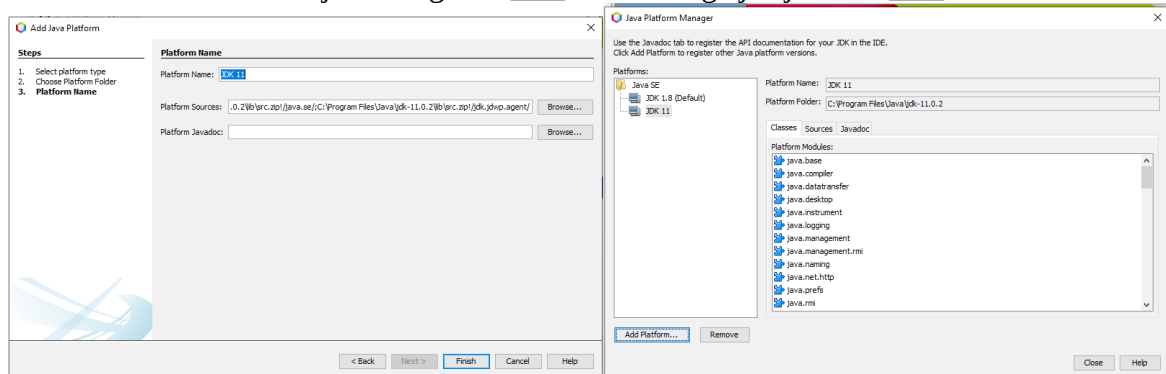 Add Java Platform
Steps
1. Select platform type
2. Choose Platform Folder
3. Platform Name
Platform Name
Platform Name: JDK 11
Platform Sources: .0.2\lib\src.zip!/java.se/;C:\Program Files\Java\jdk-11.0.2\lib\src.zip!/jdk.jdwp.agent/ Browse...
Platform Javadoc: Browse...
< Back Next > Finish Cancel Help
Java Platform Manager
Use the Javadoc tab to register the API documentation for your JDK in the IDE.
Click Add Platform to register other Java platform versions.
Platforms:
Java SE
JDK 1.8 (Default)
JDK 11
Platform Name: JDK 11
Platform Folder: C:\Program Files\Java\jdk-11.0.2
Classes Sources Javadoc
Platform Modules:
java.base
java.compiler
java.datatransfer
java.desktop
java.instrument
java.logging
java.management
java.management.rmi
java.naming
java.net.http
java.prefs
java.rmi
Add Platform... Remove
Close Help